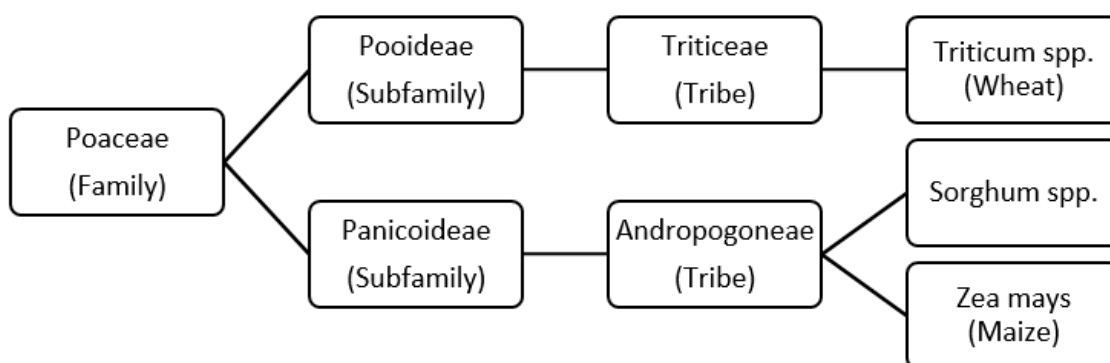 Poaceae
(Family)
Pooideae
(Subfamily)
Triticeae
(Tribe)
Triticum spp.
(Wheat)
Panicoideae
(Subfamily)
Andropogoneae
(Tribe)
Sorghum spp.
Zea mays
(Maize)